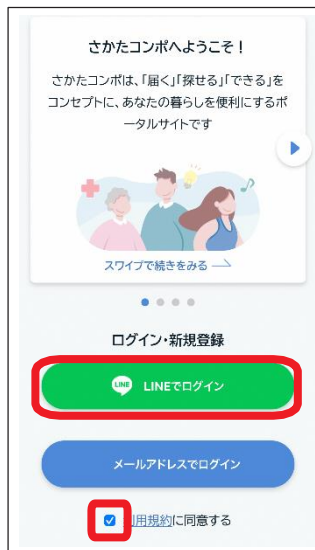 さかたコンポへようこそ！
さかたコンポは、「届く」「探せる」「できる」を
コンセプトに、あなたの暮らしを便利にするポ
ータルサイトです
スワイプで続きをみる
ログイン・新規登録
LINE LINEでログイン
メールアドレスでログイン
用規約に同意する